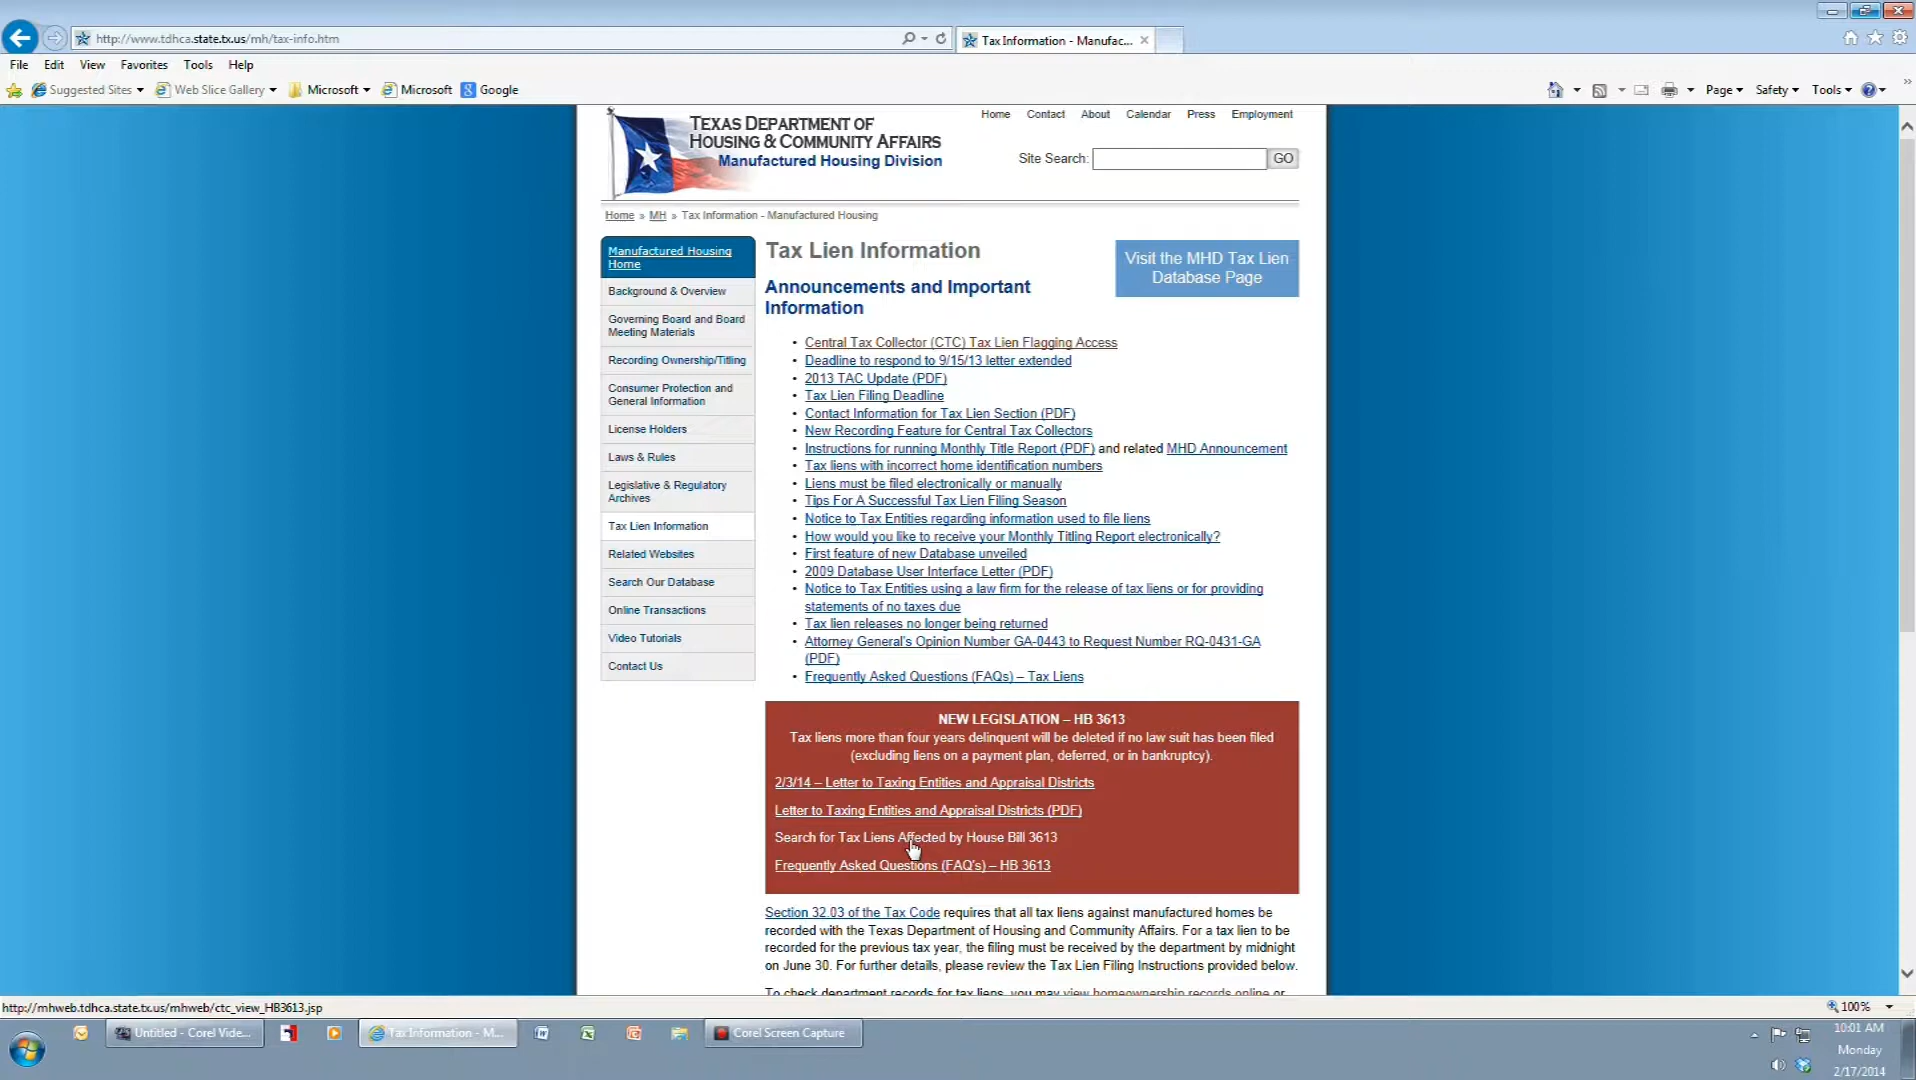 http://www.tdhca.state.tx.us/mh/tax-info.htm
Tax Information - Manufac...
File Edit View Favorites Tools Help
Suggested Sites Web Slice Gallery Microsoft Microsoft Google
Page Safety Tools
TEXAS DEPARTMENT OF
HOUSING & COMMUNITY AFFAIRS
Manufactured Housing Division
Home Contact About Calendar Press Employment
Site Search: GO
Home » MH » Tax Information - Manufactured Housing
Manufactured Housing
Home
Background & Overview
Governing Board and Board
Meeting Materials
Recording Ownership/Titling
Consumer Protection and
General Information
License Holders
Laws & Rules
Legislative & Regulatory
Archives
Tax Lien Information
Related Websites
Search Our Database
Online Transactions
Video Tutorials
Contact Us
Tax Lien Information
Visit the MHD Tax Lien
Database Page
Announcements and Important
Information
• Central Tax Collector (CTC) Tax Lien Flagging Access
• Deadline to respond to 9/15/13 letter extended
• 2013 TAC Update (PDF)
• Tax Lien Filing Deadline
• Contact Information for Tax Lien Section (PDF)
• New Recording Feature for Central Tax Collectors
• Instructions for running Monthly Title Report (PDF) and related MHD Announcement
• Tax liens with incorrect home identification numbers
• Liens must be filed electronically or manually
• Tips For A Successful Tax Lien Filing Season
• Notice to Tax Entities regarding information used to file liens
• How would you like to receive your Monthly Titling Report electronically?
• First feature of new Database unveiled
• 2009 Database User Interface Letter (PDF)
• Notice to Tax Entities using a law firm for the release of tax liens or for providing
statements of no taxes due
• Tax lien releases no longer being returned
• Attorney General's Opinion Number GA-0443 to Request Number RQ-0431-GA
(PDF)
• Frequently Asked Questions (FAQs) – Tax Liens
NEW LEGISLATION – HB 3613
Tax liens more than four years delinquent will be deleted if no law suit has been filed
(excluding liens on a payment plan, deferred, or in bankruptcy).
2/3/14 – Letter to Taxing Entities and Appraisal Districts
Letter to Taxing Entities and Appraisal Districts (PDF)
Search for Tax Liens Affected by House Bill 3613
Frequently Asked Questions (FAQ's) – HB 3613
Section 32.03 of the Tax Code requires that all tax liens against manufactured homes be
recorded with the Texas Department of Housing and Community Affairs. For a tax lien to be
recorded for the previous tax year, the filing must be received by the department by midnight
on June 30. For further details, please review the Tax Lien Filing Instructions provided below.
To check department records for tax liens, you may view homeownership records online or
http://mhweb.tdhca.state.tx.us/mhweb/ctc_view_HB3613.jsp
100%
Untitled - Corel Vide...
Tax Information - M...
Corel Screen Capture
10:01 AM
Monday
2/17/2014